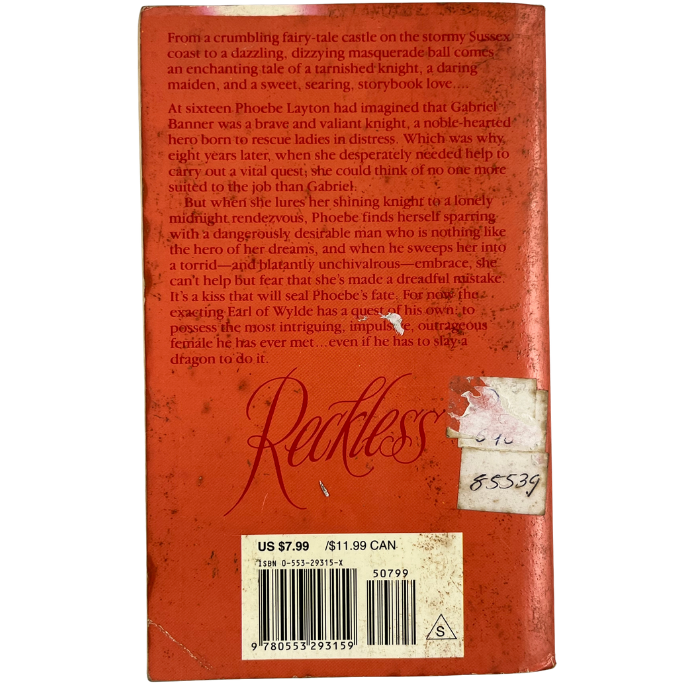 From a crumbling fairy-tale castle on the stormy Sussex
coast to a dazzling, dizzying masquerade ball comes
an enchanting tale of a tarnished knight, a daring
maiden, and a sweet, searing, storybook love....
At sixteen Phoebe Layton had imagined that Gabriel
Banner was a brave and valiant knight, a noble-hearted
hero born to rescue ladies in distress. Which was why,
eight years later, when she desperately needed help to
carry out a vital quest, she could think of no one more
suited to the job than Gabriel.
But when she lures her shining knight to a lonely
midnight rendezvous, Phoebe finds herself sparring
with a dangerously desirable man who is nothing like
the hero of her dreams, and when he sweeps her into
a torrid—and blatantly unchivalrous—embrace, she
can't help but fear that she's made a dreadful mistake.
It's a kiss that will seal Phoebe's fate. For now the
exacting Earl of Wylde has a quest of his own: to
possess the most intriguing, impulsive, outrageous
female he has ever met...even if he has to slay a
dragon to do it.
Reckless
85539
US $7.99 /$11.99 CAN
ISBN 0-553-29315-X
50799
9 780553 293159
S